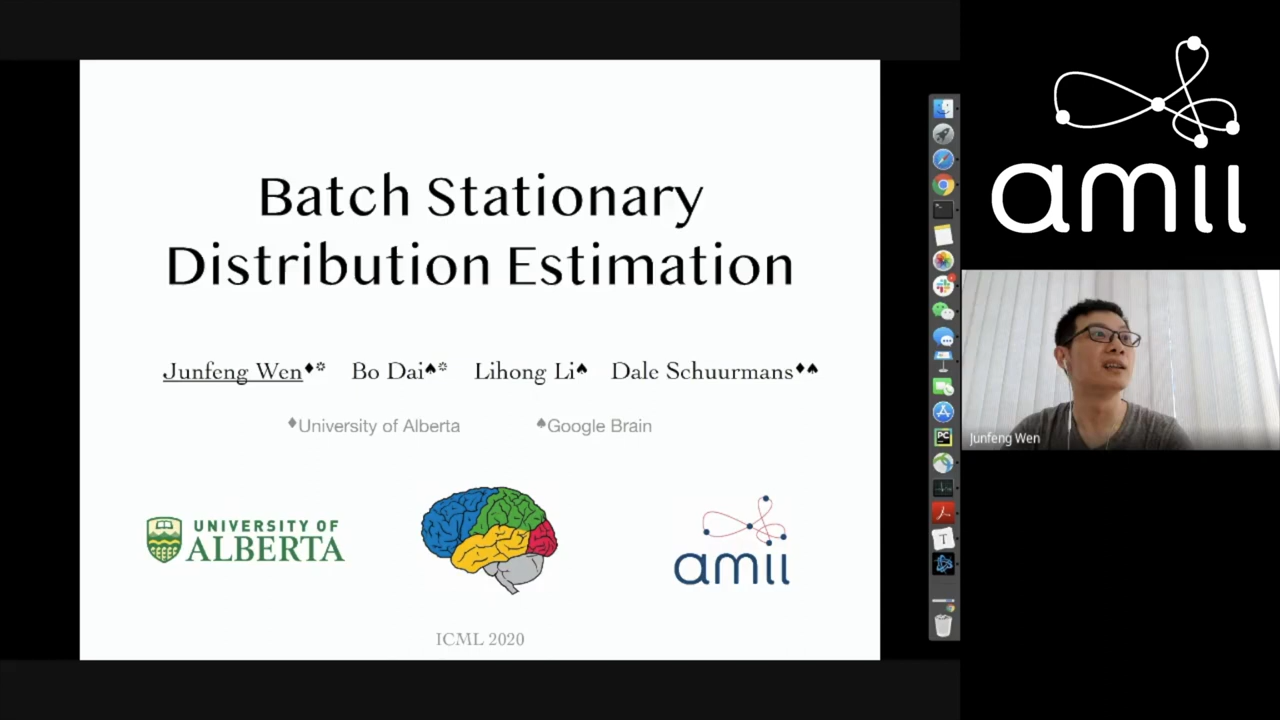 Batch Stationary
Distribution Estimation
Junfeng Wen♦☼ Bo Dai♠☼ Lihong Li♠ Dale Schuurmans♦♠
♦University of Alberta ♠Google Brain
UNIVERSITY OF
ALBERTA
amii
ICML 2020
amii
Junfeng Wen
PC
T